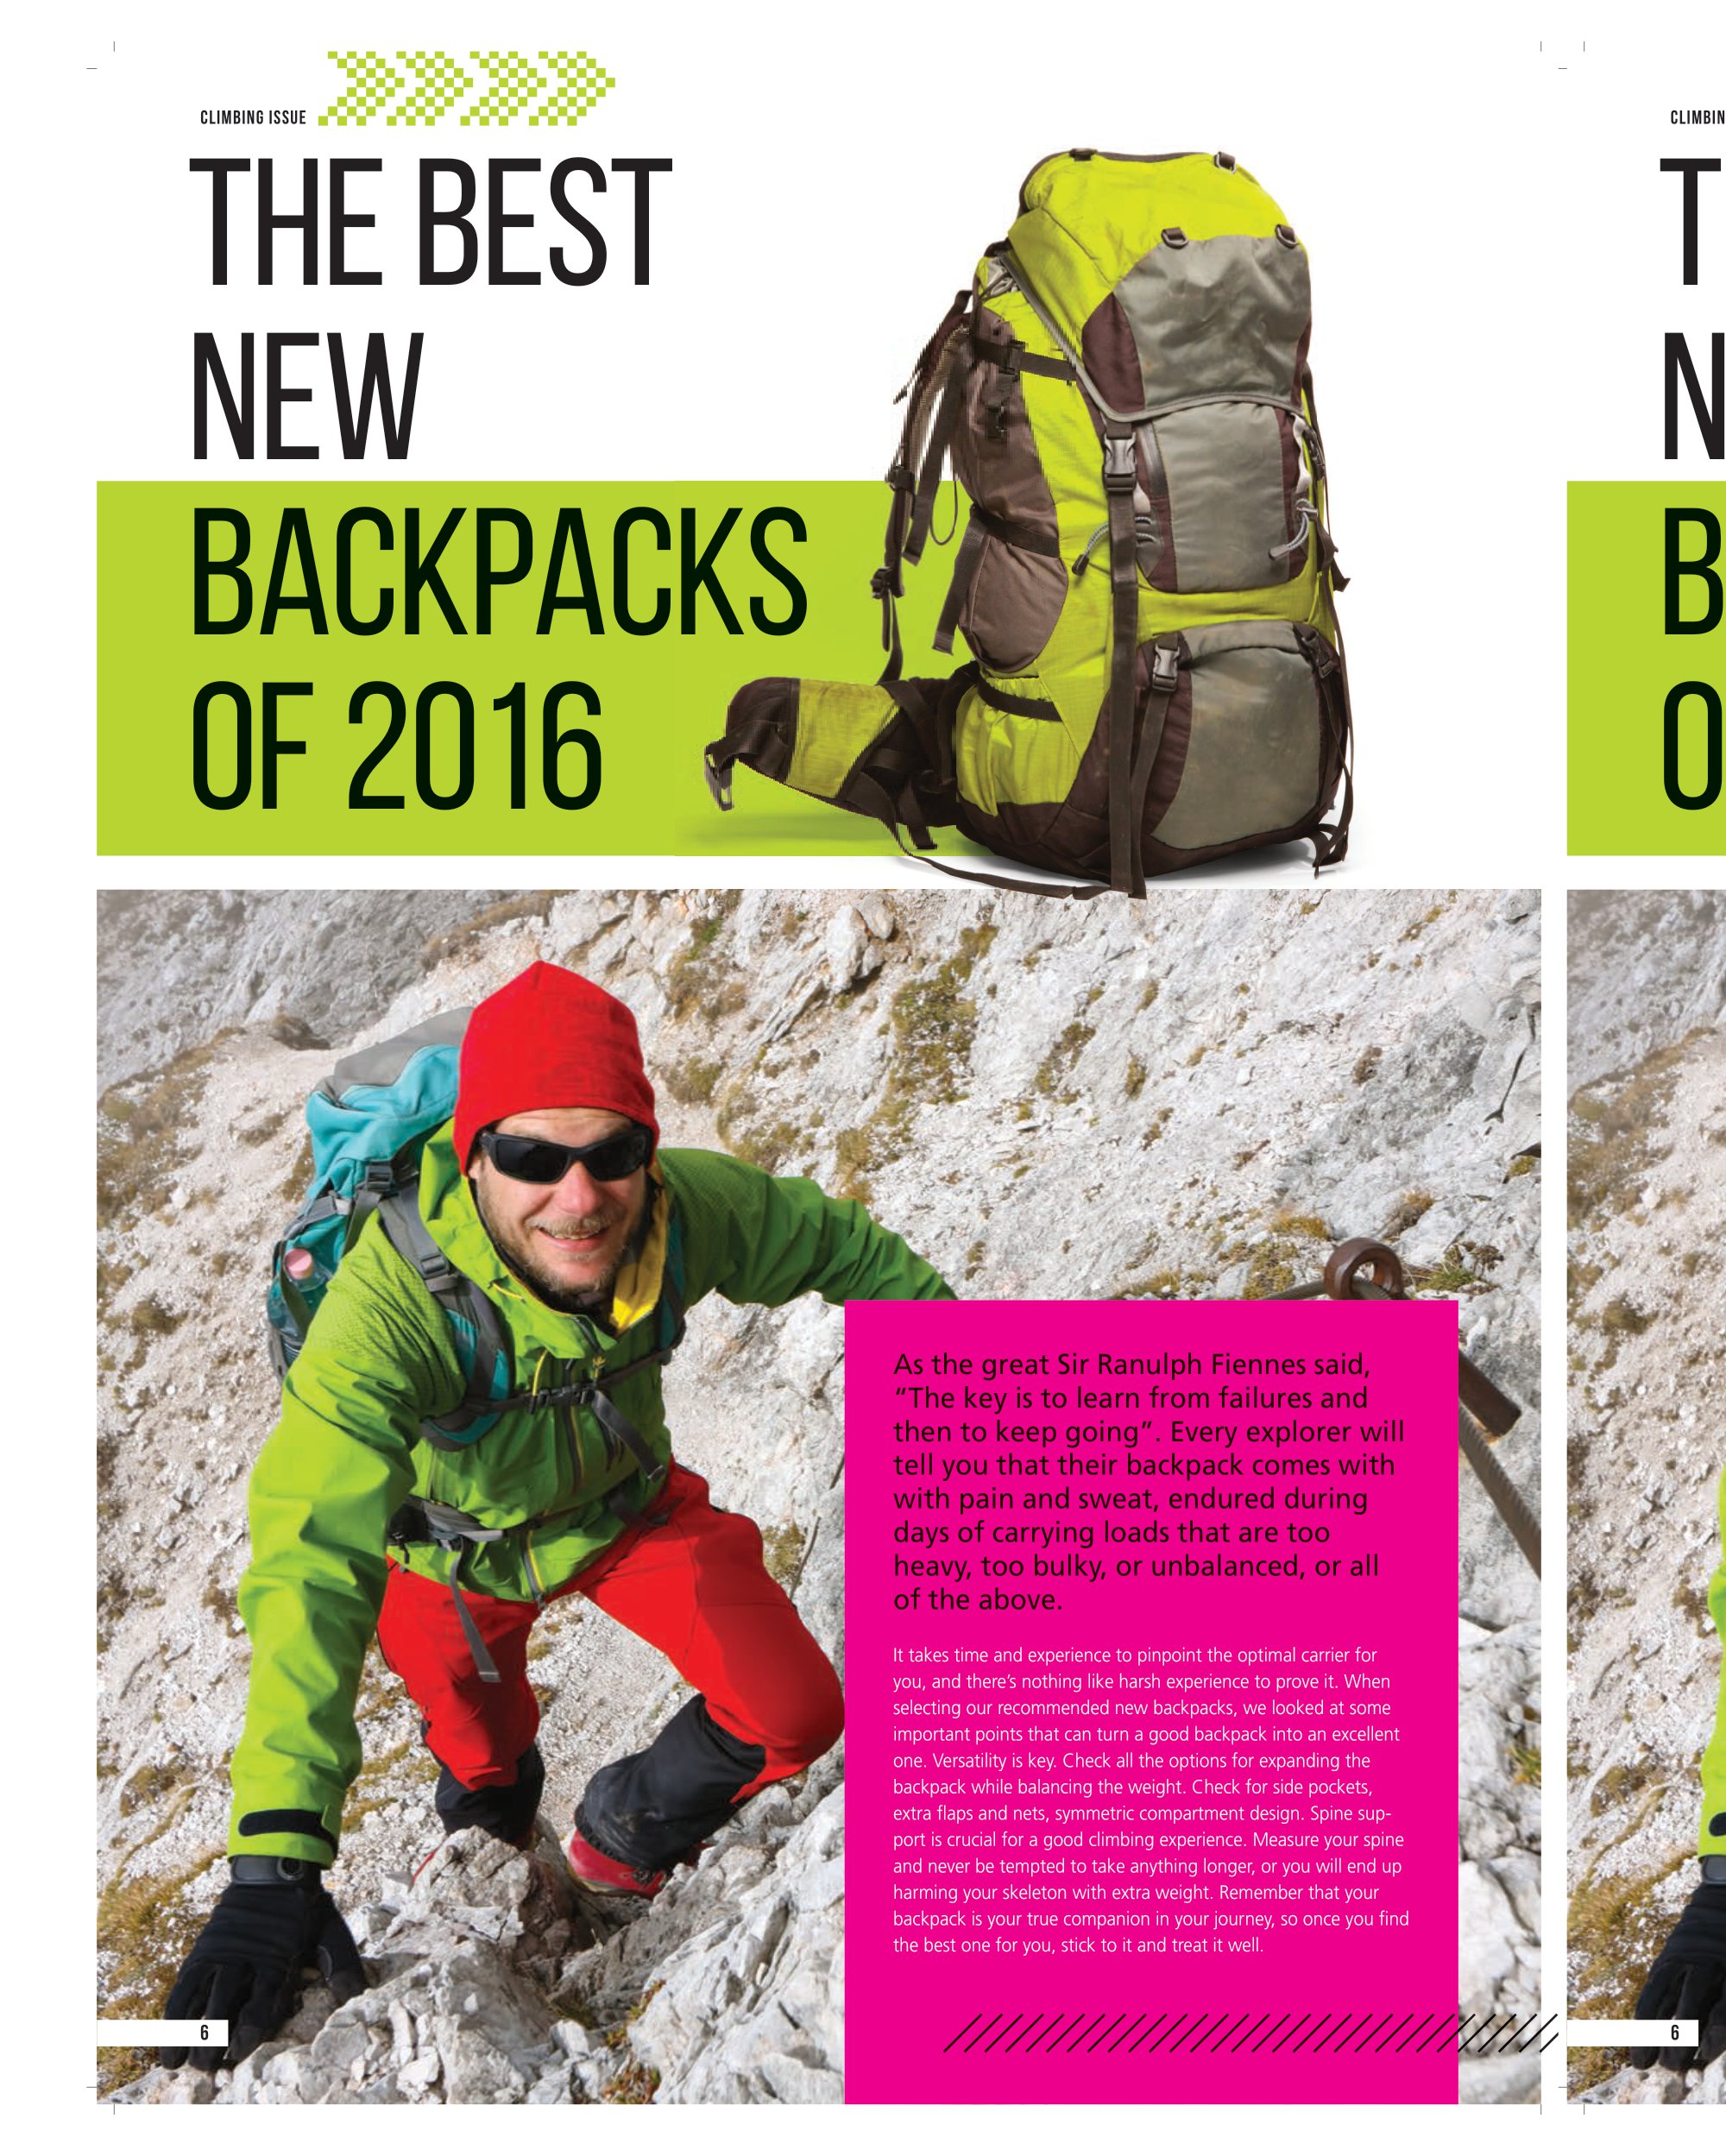 CLIMBING ISSUE
THE BEST
NEW
BACKPACKS
OF 2016
As the great Sir Ranulph Fiennes said,
“The key is to learn from failures and
then to keep going”. Every explorer will
tell you that their backpack comes with
with pain and sweat, endured during
days of carrying loads that are too
heavy, too bulky, or unbalanced, or all
of the above.
It takes time and experience to pinpoint the optimal carrier for
you, and there’s nothing like harsh experience to prove it. When
selecting our recommended new backpacks, we looked at some
important points that can turn a good backpack into an excellent
one. Versatility is key. Check all the options for expanding the
backpack while balancing the weight. Check for side pockets,
extra flaps and nets, symmetric compartment design. Spine sup-
port is crucial for a good climbing experience. Measure your spine
and never be tempted to take anything longer, or you will end up
harming your skeleton with extra weight. Remember that your
backpack is your true companion in your journey, so once you find
the best one for you, stick to it and treat it well.
6
CLIMBIN
T
N
B
O
6